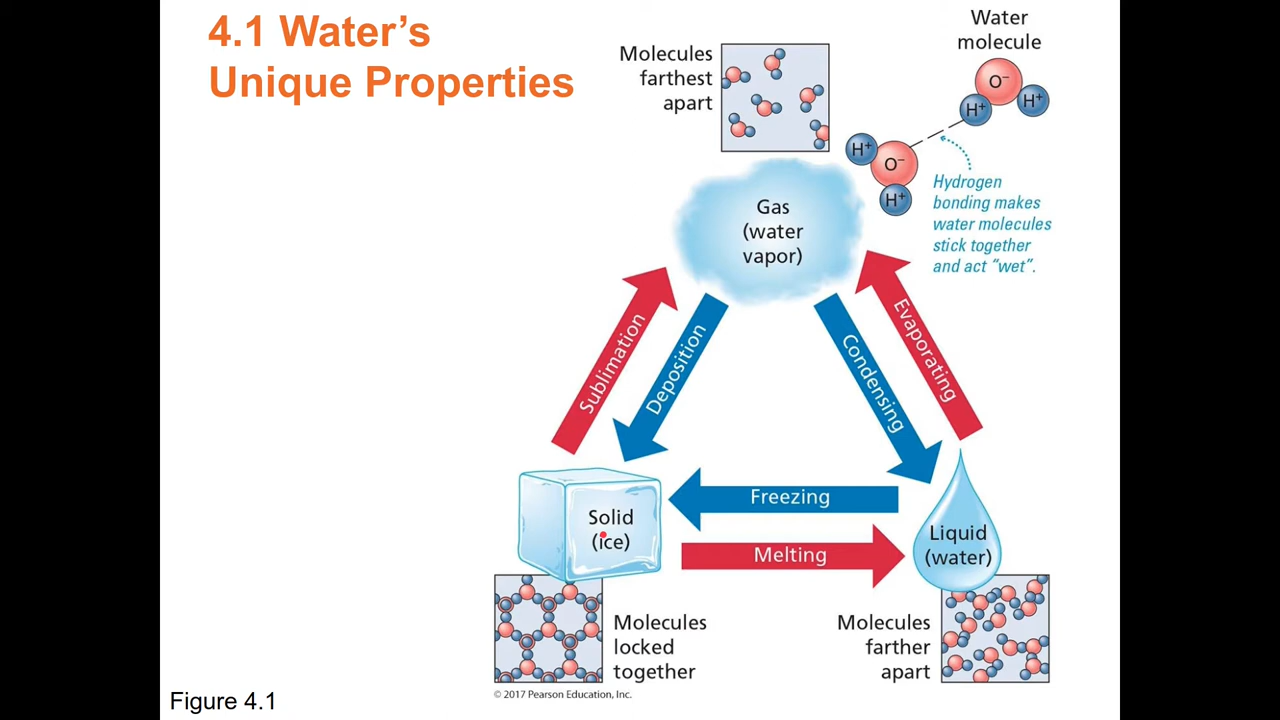 4.1 Water’s
Unique Properties
Molecules
farthest
apart
Water
molecule
O⁻
H⁺
H⁺
H⁺
O⁻
H⁺
Hydrogen
bonding makes
water molecules
stick together
and act “wet”.
Gas
(water
vapor)
Sublimation
Deposition
Condensing
Evaporating
Freezing
Melting
Solid
(ice)
Liquid
(water)
Molecules
locked
together
Molecules
farther
apart
© 2017 Pearson Education, Inc.
Figure 4.1